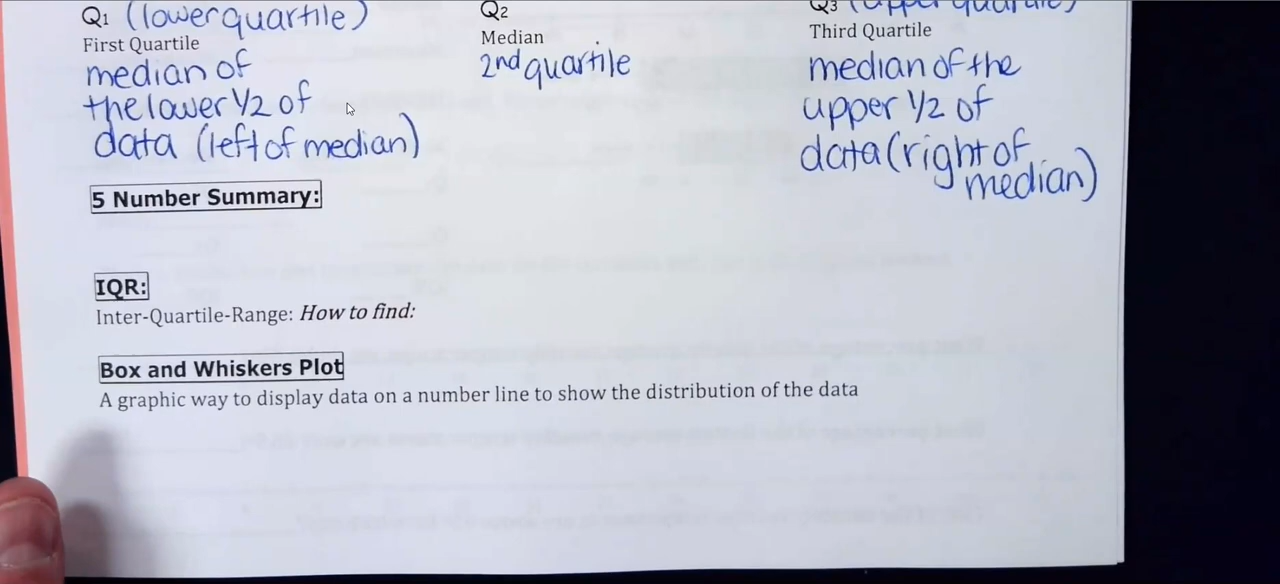 Q1 (lower quartile)
First Quartile
median of
the lower 1/2 of
data (left of median)
Q2
Median
2nd quartile
Q3 (upper quartile)
Third Quartile
median of the
upper 1/2 of
data (right of
median)
5 Number Summary:
IQR:
Inter-Quartile-Range: How to find:
Box and Whiskers Plot
A graphic way to display data on a number line to show the distribution of the data